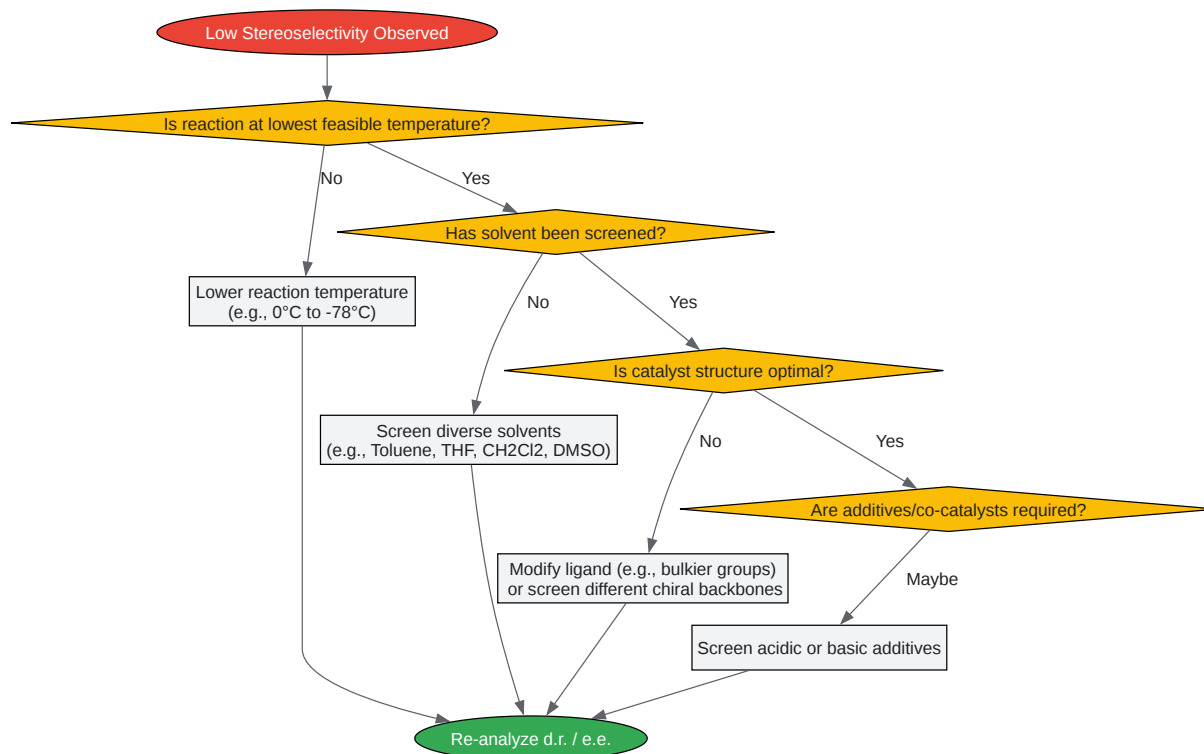 Low Stereoselectivity Observed
Is reaction at lowest feasible temperature?
No
Yes
Has solvent been screened?
Lower reaction temperature
(e.g., 0°C to -78°C)
No
Yes
Is catalyst structure optimal?
Screen diverse solvents
(e.g., Toluene, THF, CH2Cl2, DMSO)
No
Yes
Are additives/co-catalysts required?
Modify ligand (e.g., bulkier groups)
or screen different chiral backbones
Maybe
Screen acidic or basic additives
Re-analyze d.r. / e.e.